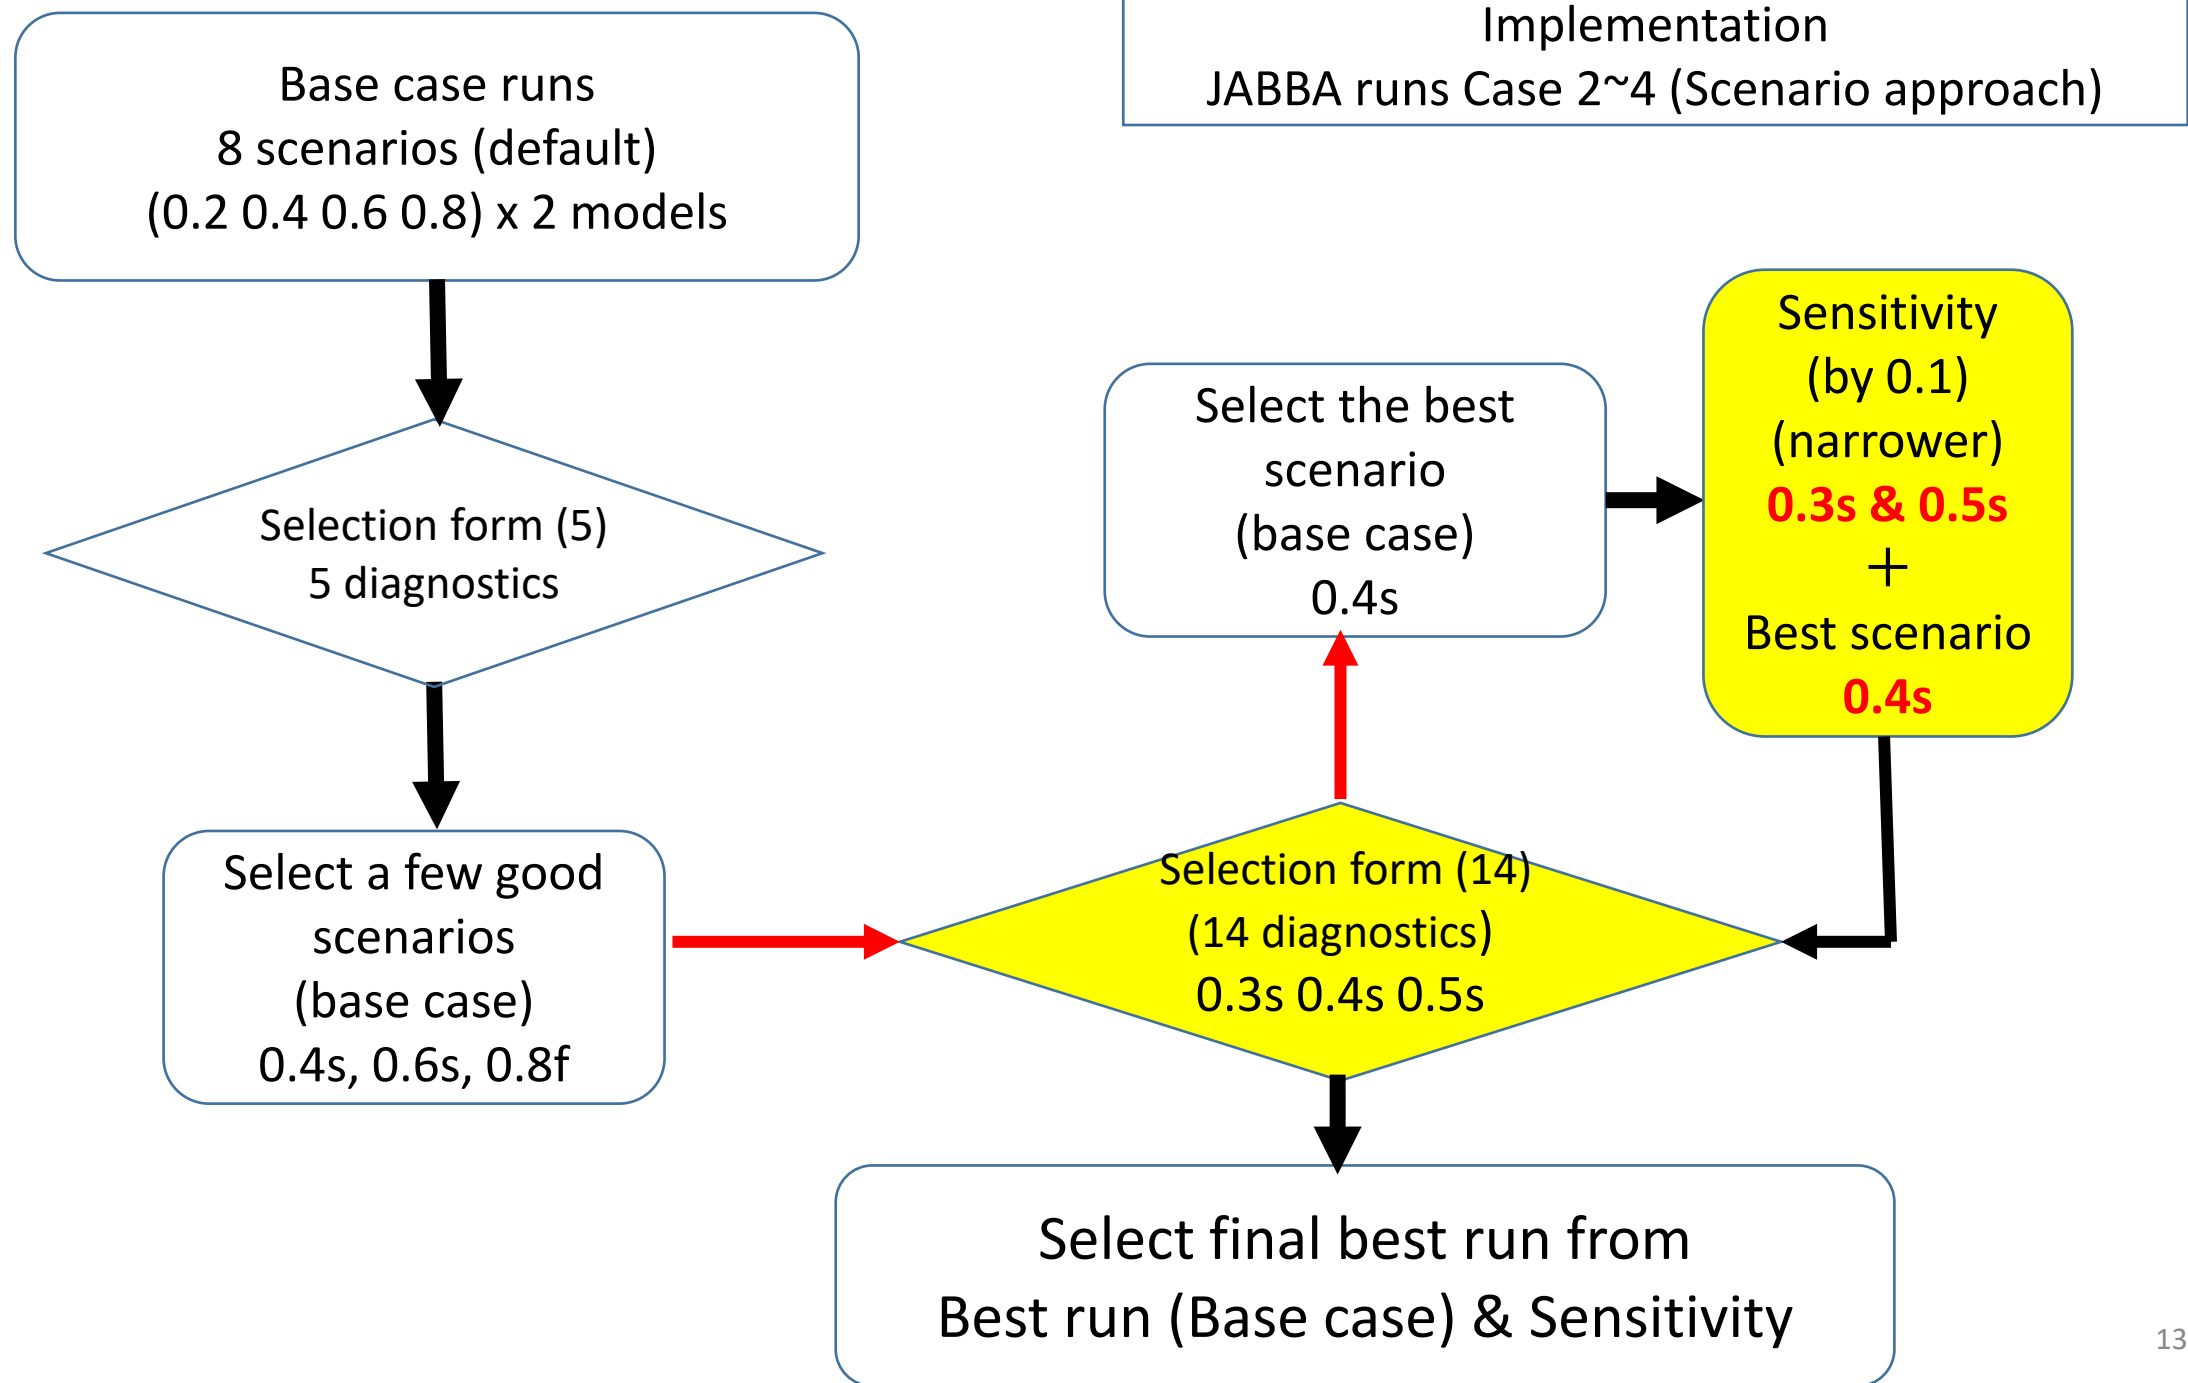 Implementation
JABBA runs Case 2~4 (Scenario approach)
Base case runs
8 scenarios (default)
(0.2 0.4 0.6 0.8) x 2 models
Selection form (5)
5 diagnostics
Select a few good
scenarios
(base case)
0.4s, 0.6s, 0.8f
Select the best
scenario
(base case)
0.4s
Sensitivity
(by 0.1)
(narrower)
0.3s & 0.5s
+
Best scenario
0.4s
Selection form (14)
(14 diagnostics)
0.3s 0.4s 0.5s
Select final best run from
Best run (Base case) & Sensitivity
13